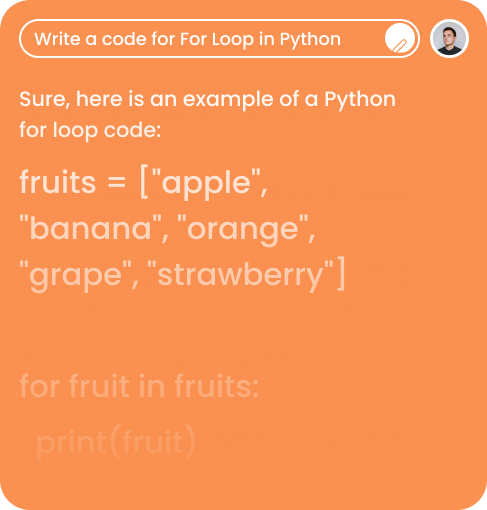 Write a code for For Loop in Python
Sure, here is an example of a Python
for loop code:
fruits = ["apple",
"banana", "orange",
"grape", "strawberry"]
for fruit in fruits:
print(fruit)